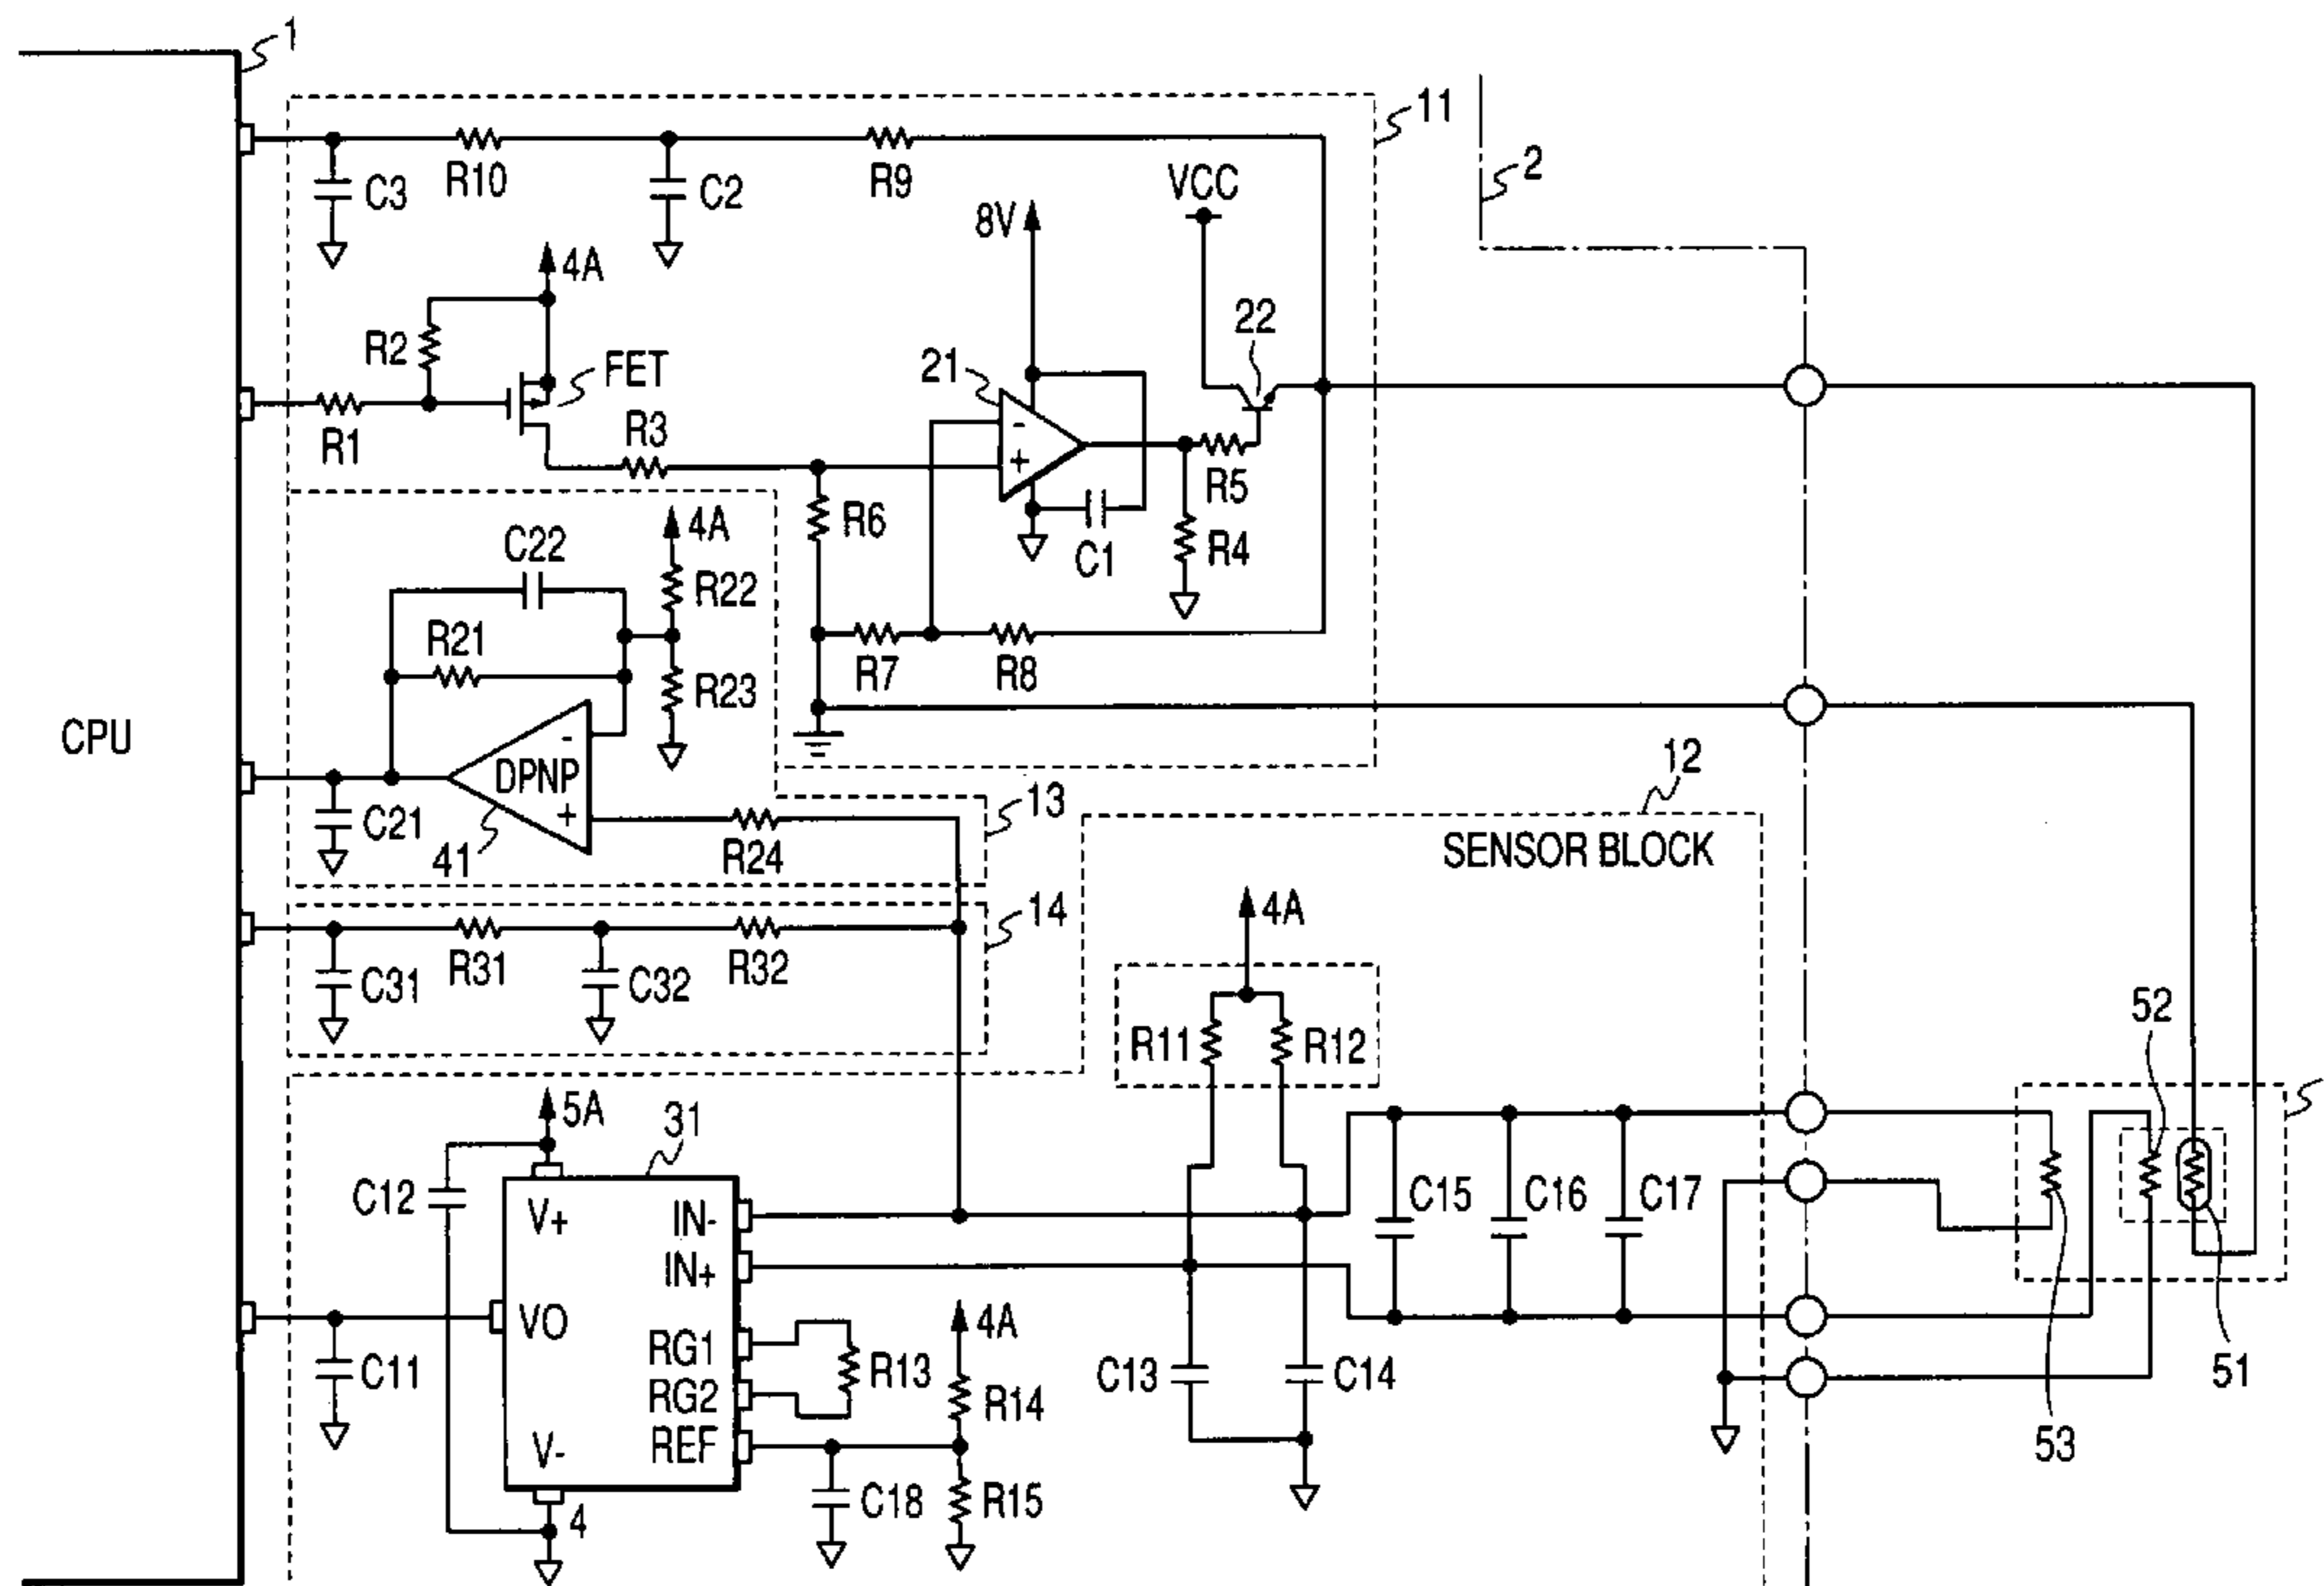 1
11
2
C3
R10
C2
R9
VCC
8V
4A
R2
FET
22
21
R1
R3
-
+
R5
R6
C1
R4
C22
4A
R22
R21
R7
R8
R23
CPU
-
DPNP
+
12
C21
41
R24
13
SENSOR BLOCK
14
4A
C31
R31
C32
R32
R11
R12
52
5A
31
C12
V+
IN-
C15
C16
C17
IN+
VO
4A
RG1
R13
C11
RG2
R14
C13
C14
51
REF
V-
53
C18
R15
4